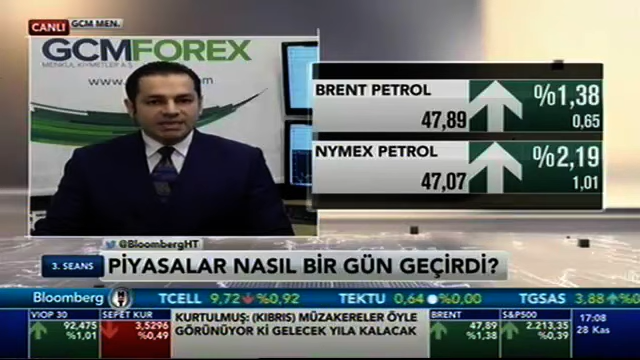 CANLI
GCM MEN.
GCMFOREX
MENKUL KIYMETLER A.Ş.
www.
.com
BRENT PETROL
47,89
%1,38
0,65
NYMEX PETROL
47,07
%2,19
1,01
@BloombergHT
3. SEANS
PİYASALAR NASIL BİR GÜN GEÇİRDİ?
Bloomberg
TCELL 9,72 %0,92
TEKTU 0,64 %0,00
TGSAS 3,88 %0
VIOP 30
92,475
%1,01
SEPET KUR
3,5296
%0,49
KURTULMUŞ: (KIBRIS) MÜZAKERELER ÖYLE
GÖRÜNÜYOR Kİ GELECEK YILA KALACAK
BRENT
47,89
%1,38
S&P500
2.213,35
%0,39
17:08
28 Kas